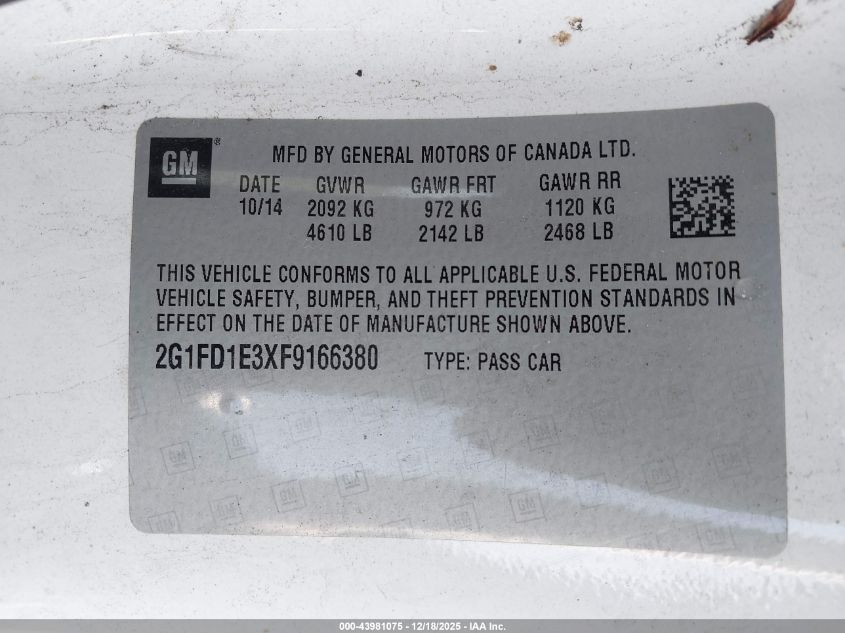 GM®
MFD BY GENERAL MOTORS OF CANADA LTD.
DATE GVWR GAWR FRT GAWR RR
10/14 2092 KG 972 KG 1120 KG
4610 LB 2142 LB 2468 LB
THIS VEHICLE CONFORMS TO ALL APPLICABLE U.S. FEDERAL MOTOR
VEHICLE SAFETY, BUMPER, AND THEFT PREVENTION STANDARDS IN
EFFECT ON THE DATE OF MANUFACTURE SHOWN ABOVE.
2G1FD1E3XF9166380 TYPE: PASS CAR
000-43981075 - 12/18/2025 - IAA Inc.